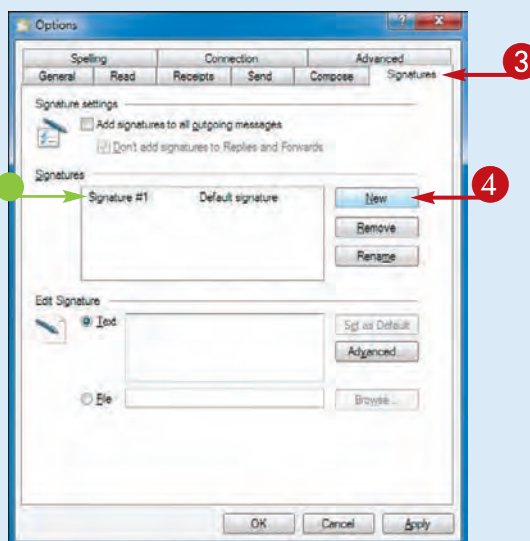 Options
Spelling Connection Advanced
General Read Receipts Send Compose Signatures
3
Signature settings
Add signatures to all outgoing messages
Don't add signatures to Replies and Forwards
Signatures
Signature #1 Default signature
New
4
Remove
Rename
Edit Signature
Text
Set as Default
Advanced...
File
Browse...
OK Cancel Apply